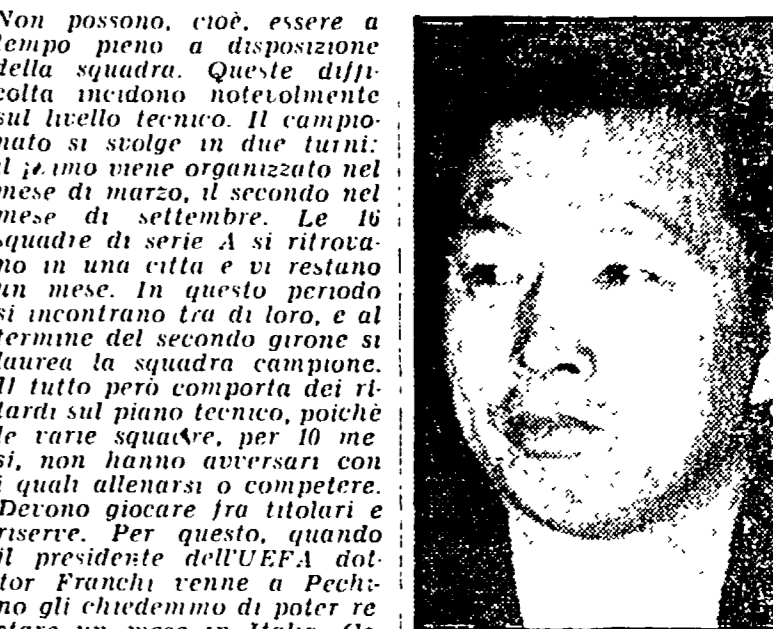 Non possono, cioè, essere a
tempo pieno a disposizione
della squadra. Queste diffi-
coltà incidono notevolmente
sul livello tecnico. Il campio-
nato si svolge in due turni:
il primo viene organizzato nel
mese di marzo, il secondo nel
mese di settembre. Le 16
squadre di serie A si ritrova-
no in una città e vi restano
un mese. In questo periodo
si incontrano tra di loro, e al
termine del secondo girone si
laurea la squadra campione.
Il tutto però comporta dei ri-
tardi sul piano tecnico, poichè
le varie squadre, per 10 me
si, non hanno avversari con
i quali allenarsi o competere.
Devono giocare fra titolari e
riserve. Per questo, quando
il presidente dell'UEFA dot-
tor Franchi venne a Pechi-
no gli chiedemmo di poter re
stare un mese in Italia.